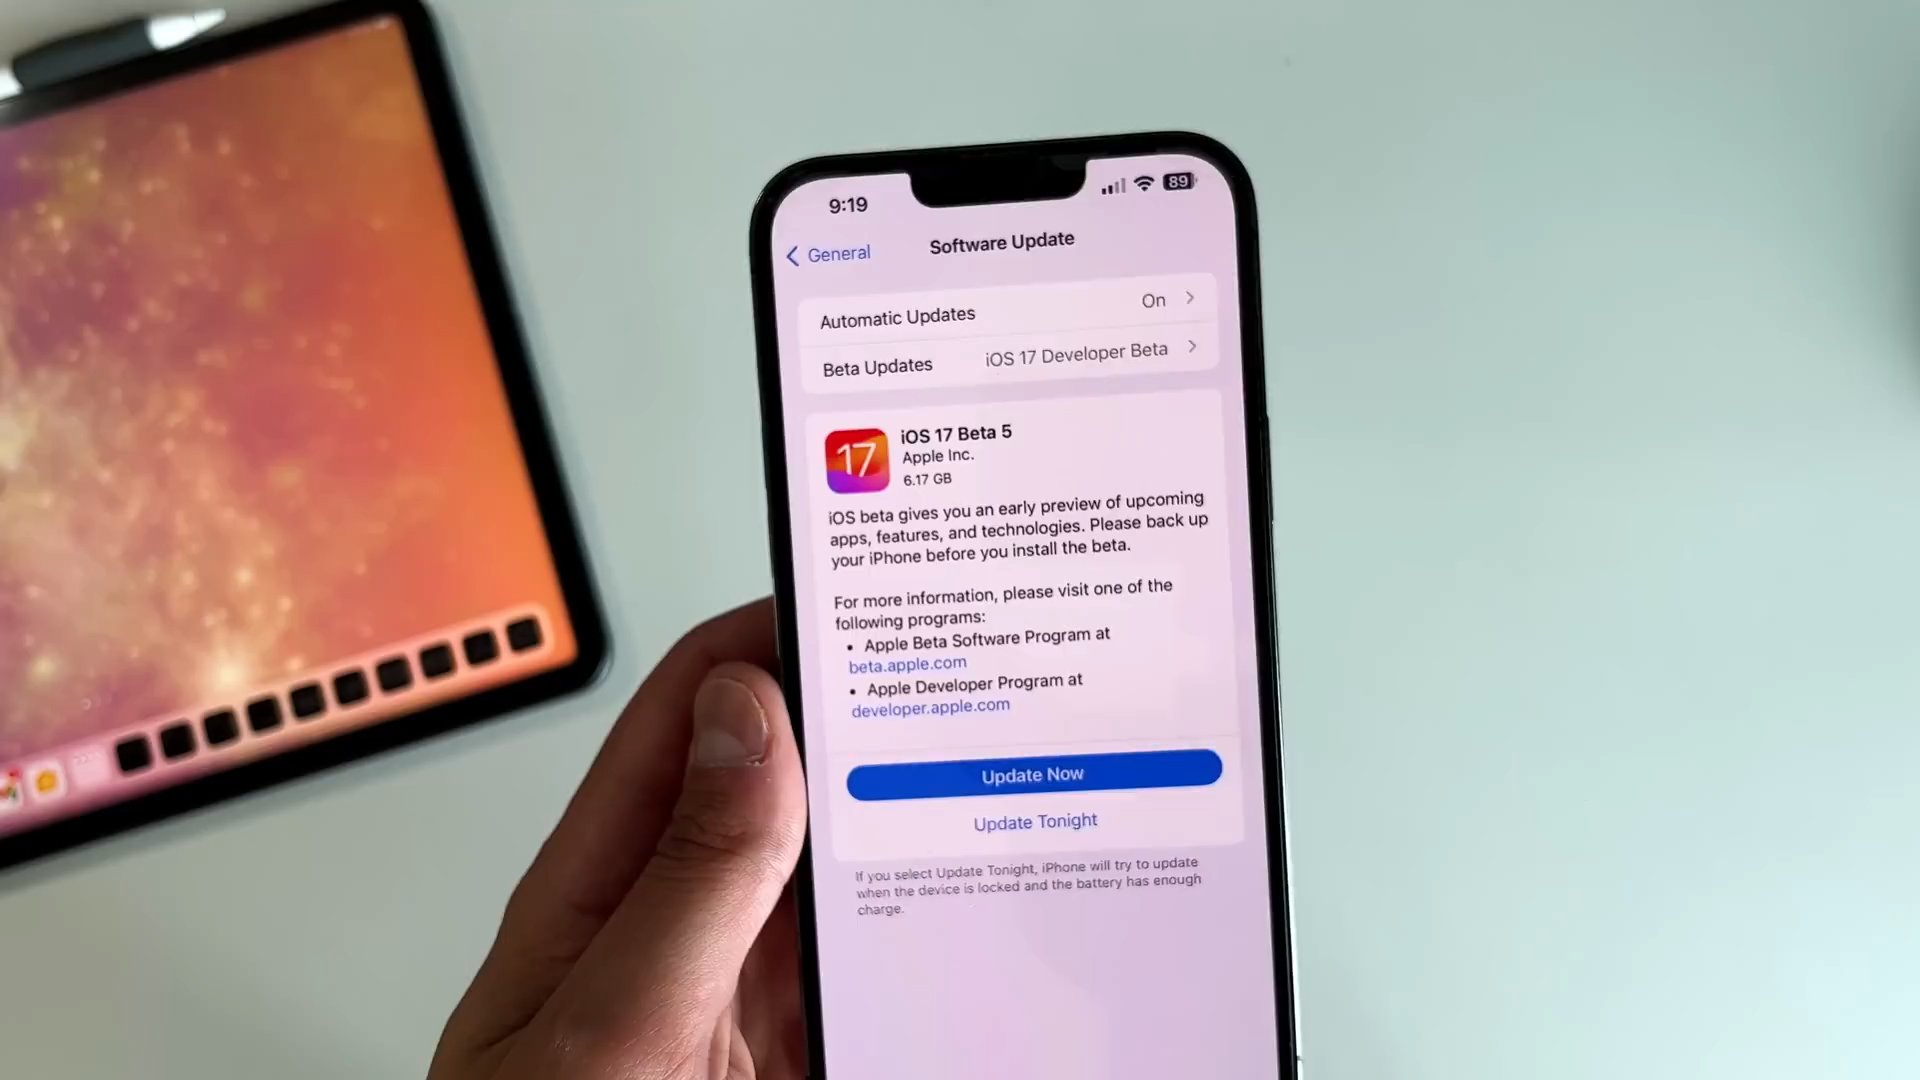 9:19
89
General
Software Update
Automatic Updates On
Beta Updates iOS 17 Developer Beta
17
iOS 17 Beta 5
Apple Inc.
6.17 GB
iOS beta gives you an early preview of upcoming
apps, features, and technologies. Please back up
your iPhone before you install the beta.
For more information, please visit one of the
following programs:
• Apple Beta Software Program at
beta.apple.com
• Apple Developer Program at
developer.apple.com
Update Now
Update Tonight
If you select Update Tonight, iPhone will try to update
when the device is locked and the battery has enough
charge.